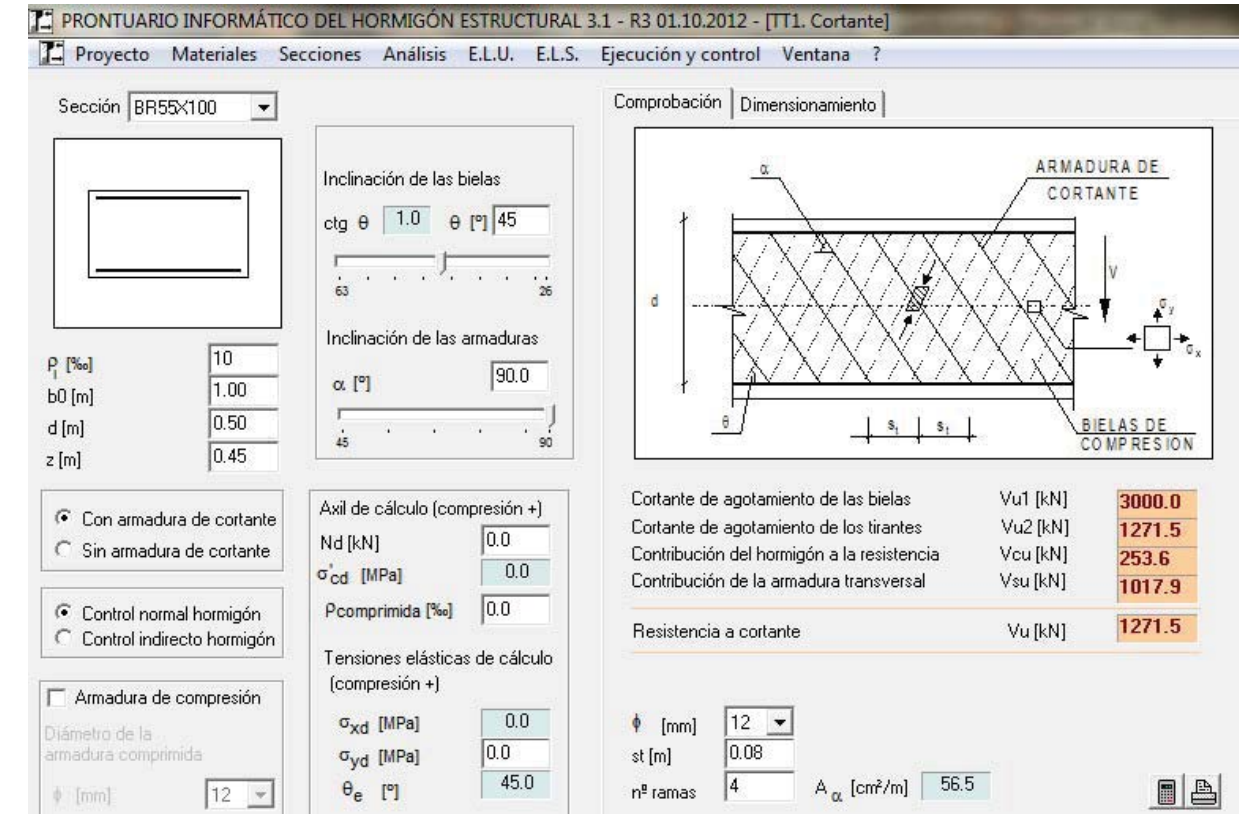 PRONTUARIO INFORMÁTICO DEL HORMIGÓN ESTRUCTURAL 3.1 - R3 01.10.2012 - [TT1. Cortante]
Proyecto Materiales Secciones Análisis E.L.U. E.L.S. Ejecución y control Ventana ?
Sección BR55X100
ρl [‰] 10
b0 [m] 1.00
d [m] 0.50
z [m] 0.45
Con armadura de cortante
Sin armadura de cortante
Control normal hormigón
Control indirecto hormigón
Armadura de compresión
Diámetro de la
armadura comprimida
ϕ [mm] 12
Inclinación de las bielas
ctg θ 1.0 θ [º] 45
63 26
Inclinación de las armaduras
α [º] 90.0
45 90
Axil de cálculo (compresión +)
Nd [kN] 0.0
σ'cd [MPa] 0.0
ρcomprimida [‰] 0.0
Tensiones elásticas de cálculo
(compresión +)
σxd [MPa] 0.0
σyd [MPa] 0.0
θe [º] 45.0
Comprobación Dimensionamiento
α ARMADURA DE
CORTANTE
V
d σy
σx
θ st st BIELAS DE
COMPRESION
Cortante de agotamiento de las bielas Vu1 [kN] 3000.0
Cortante de agotamiento de los tirantes Vu2 [kN] 1271.5
Contribución del hormigón a la resistencia Vcu [kN] 253.6
Contribución de la armadura transversal Vsu [kN] 1017.9
Resistencia a cortante Vu [kN] 1271.5
ϕ [mm] 12
st [m] 0.08
nº ramas 4 Aα [cm²/m] 56.5